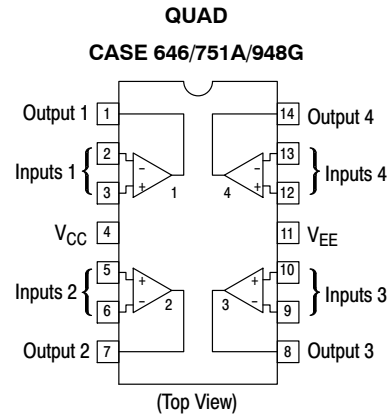 QUAD
CASE 646/751A/948G
Output 1 1 14 Output 4
2 − − 13
Inputs 1 Inputs 4
3 + 1 4 + 12
VCC 4 11 VEE
5 + + 10
Inputs 2 Inputs 3
6 − 2 3 − 9
Output 2 7 8 Output 3
(Top View)